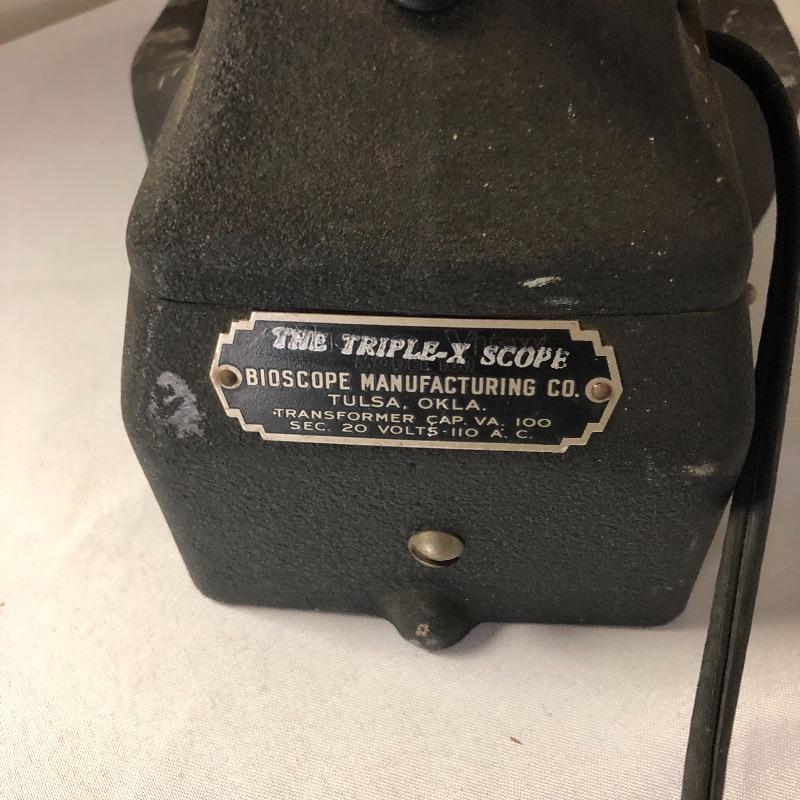 THE TRIPLE-X SCOPE
BIOSCOPE MANUFACTURING CO.
TULSA, OKLA.
TRANSFORMER CAP. VA. 100
SEC. 20 VOLTS-110 A. C.